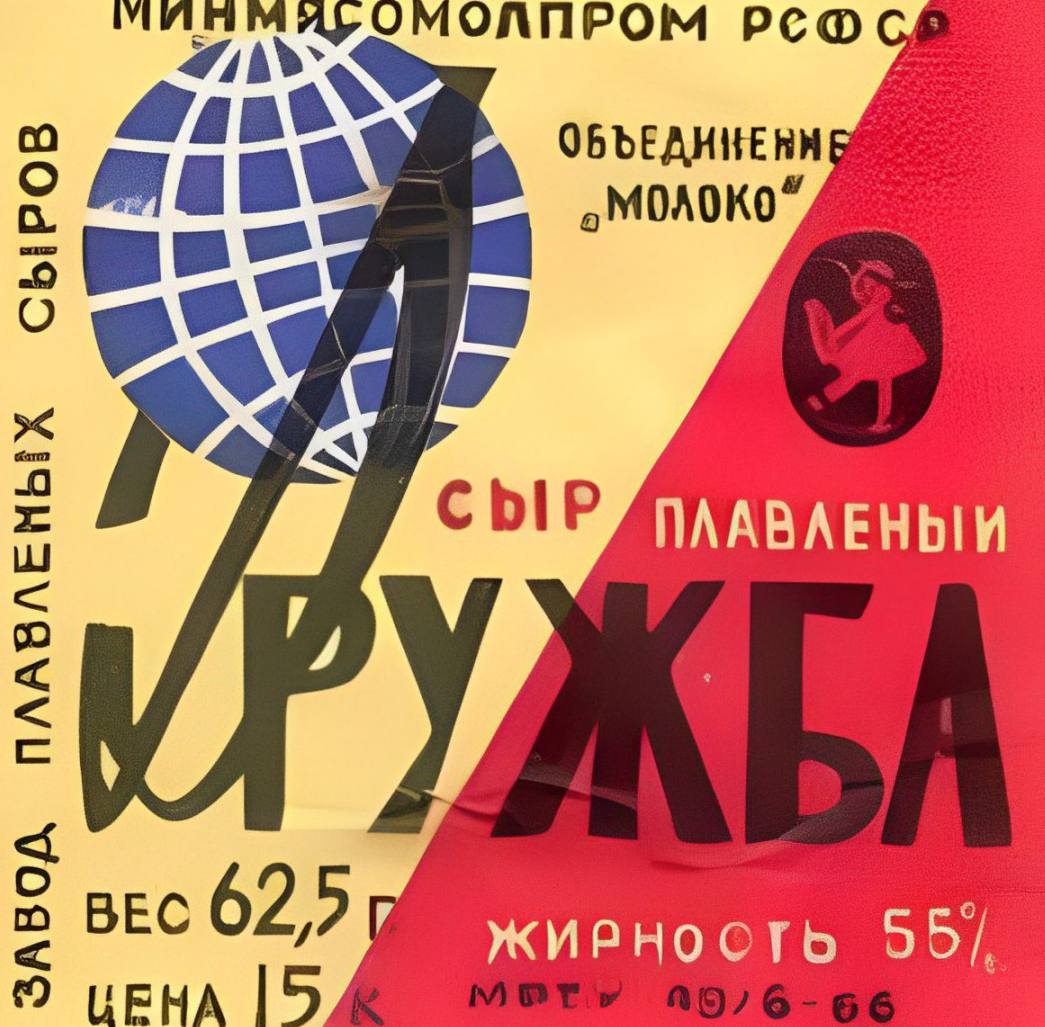 МИНМЯСОМОЛПРОМ РСФСР
ОБЪЕДИНЕНИЕ
„МОЛОКО“
ЗАВОД ПЛАВЛЕНЫХ СЫРОВ
СЫР ПЛАВЛЕНЫЙ
ДРУЖБА
ВЕС 62,5 Г
ЦЕНА 15 К
ЖИРНОСТЬ 55%